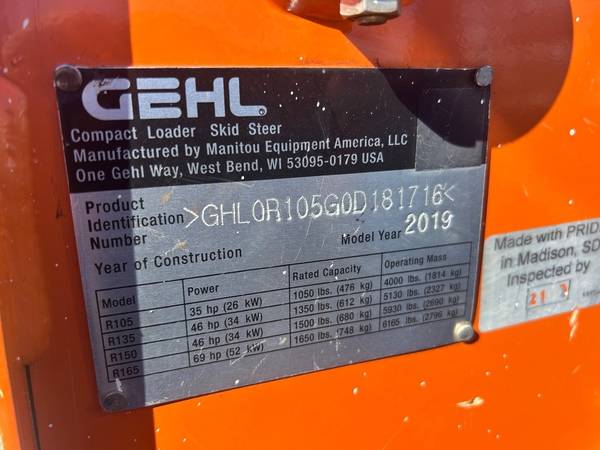 GEHL
Compact Loader Skid Steer
Manufactured by Manitou Equipment America, LLC
One Gehl Way, West Bend, WI 53095-0179 USA
Product
Identification
Number
>GHL0R105G0D181716<
Model Year 2019
Year of Construction
Model Power Rated Capacity Operating Mass
R105 35 hp (26 kW) 1050 lbs. (476 kg) 4000 lbs. (1814 kg)
R135 46 hp (34 kW) 1350 lbs. (612 kg) 5130 lbs. (2327 kg)
R150 46 hp (34 kW) 1500 lbs. (680 kg) 5930 lbs. (2690 kg)
R165 69 hp (52 kW) 1650 lbs. (748 kg) 6165 lbs. (2796 kg)
Made with PRID
in Madison, SD
Inspected by